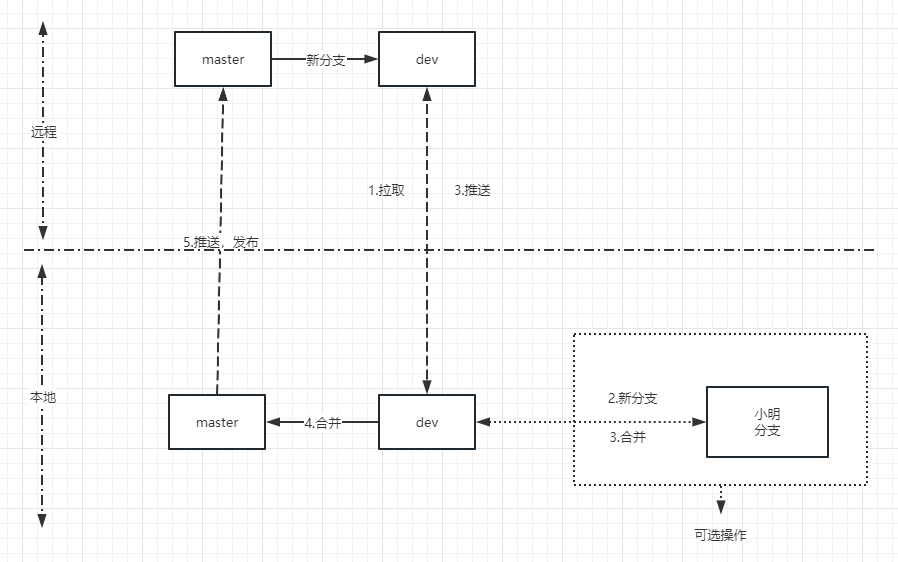 master
新分支
dev
远程
1.拉取
3.推送
5.推送，发布
本地
master
4.合并
dev
2.新分支
3.合并
小明
分支
可选操作